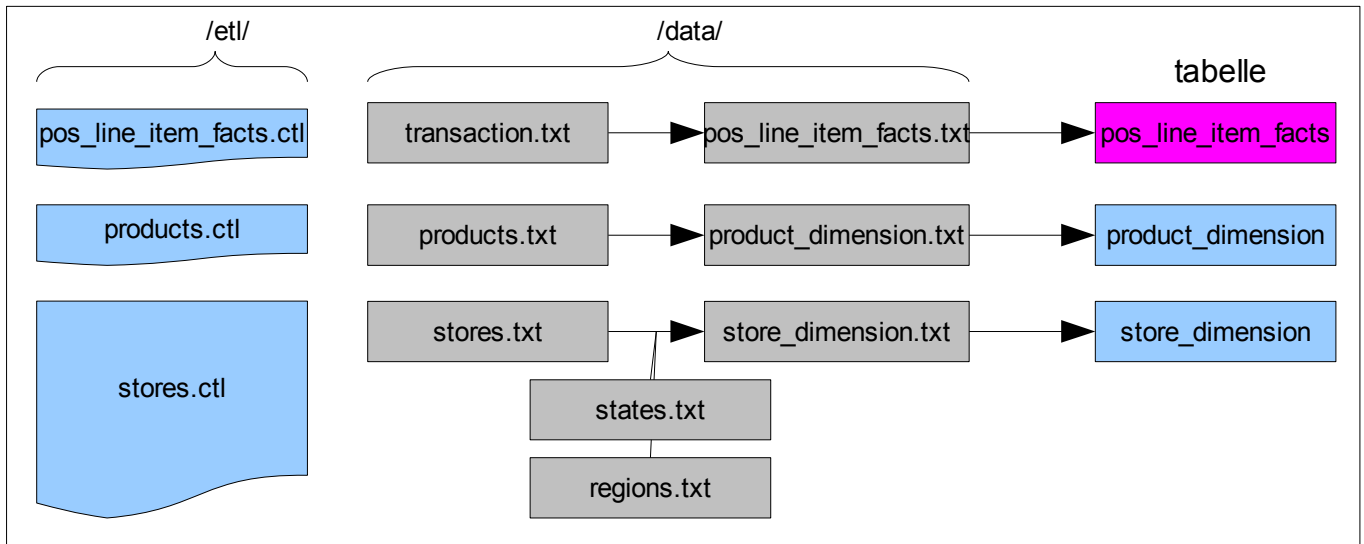 /etl/
/data/
tabelle
pos_line_item_facts.ctl
transaction.txt
pos_line_item_facts.txt
pos_line_item_facts
products.ctl
products.txt
product_dimension.txt
product_dimension
stores.ctl
stores.txt
store_dimension.txt
store_dimension
states.txt
regions.txt